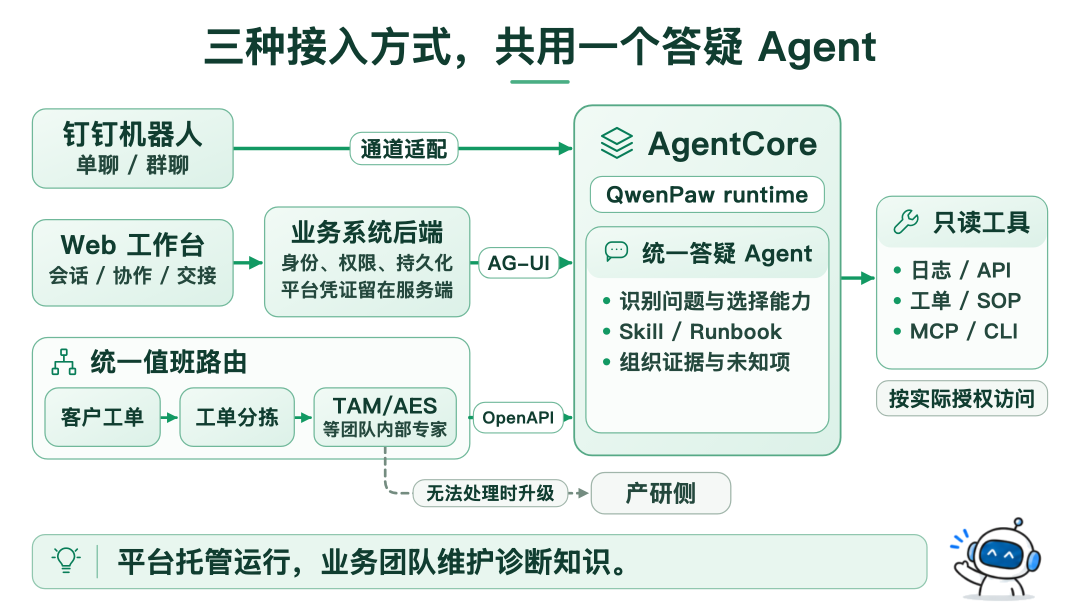 三种接入方式，共用一个答疑 Agent
钉钉机器人
单聊 / 群聊
通道适配
Web 工作台
会话 / 协作 / 交接
业务系统后端
身份、权限、持久化
平台凭证留在服务端
AG-UI
统一值班路由
客户工单
工单分拣
TAM/AES
等团队内部专家
OpenAPI
无法处理时升级
产研侧
AgentCore
QwenPaw runtime
统一答疑 Agent
• 识别问题与选择能力
• Skill / Runbook
• 组织证据与未知项
只读工具
• 日志 / API
• 工单 / SOP
• MCP / CLI
按实际授权访问
平台托管运行，业务团队维护诊断知识。